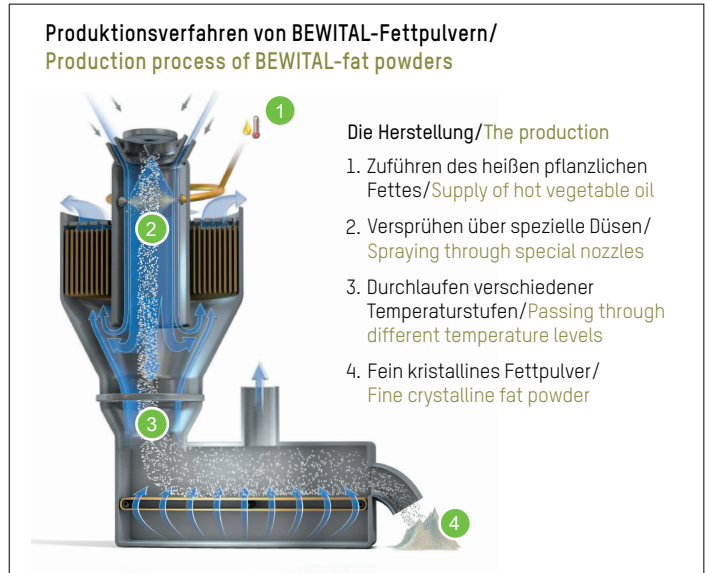 Produktionsverfahren von BEWITAL-Fettpulvern/
Production process of BEWITAL-fat powders
1
Die Herstellung/The production
1. Zuführen des heißen pflanzlichen
Fettes/Supply of hot vegetable oil
2. Versprühen über spezielle Düsen/
Spraying through special nozzles
3. Durchlaufen verschiedener
Temperaturstufen/Passing through
different temperature levels
4. Fein kristallines Fettpulver/
Fine crystalline fat powder
2
3
4